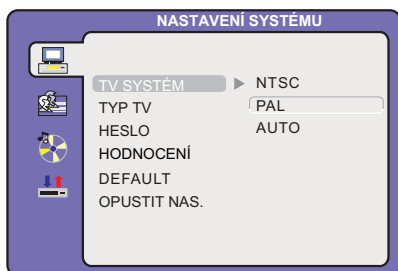 NASTAVENÍ SYSTÉMU
TV SYSTÉM
TYP TV
HESLO
HODNOCENÍ
DEFAULT
OPUSTIT NAS.
NTSC
PAL
AUTO